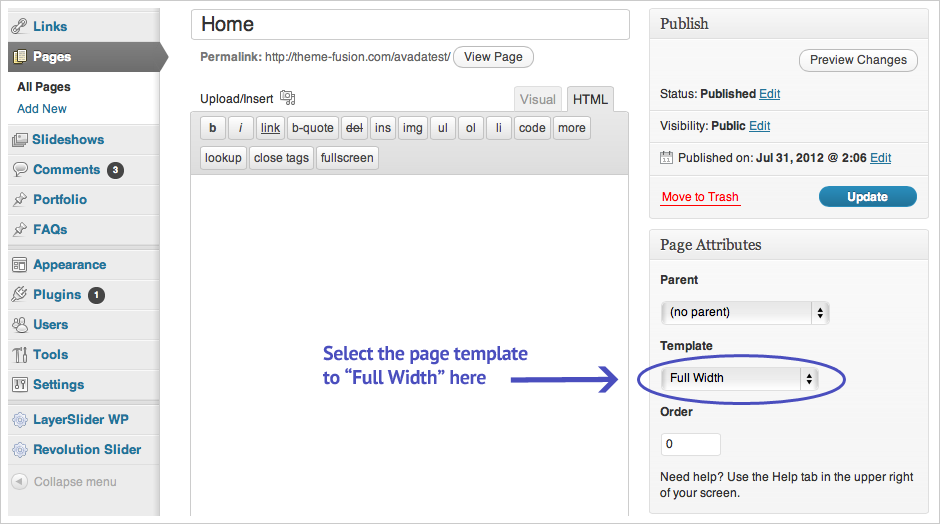 Links
Pages
All Pages
Add New
Slideshows
Comments 3
Portfolio
FAQs
Appearance
Plugins 1
Users
Tools
Settings
LayerSlider WP
Revolution Slider
Collapse menu
Home
Permalink: http://theme-fusion.com/avadatest/ View Page
Upload/Insert
Visual HTML
b i link b-quote del ins img ul ol li code more
lookup close tags fullscreen
Select the page template
to “Full Width” here
Publish
Preview Changes
Status: Published Edit
Visibility: Public Edit
11 Published on: Jul 31, 2012 @ 2:06 Edit
Move to Trash Update
Page Attributes
Parent
(no parent)
Template
Full Width
Order
0
Need help? Use the Help tab in the upper right
of your screen.